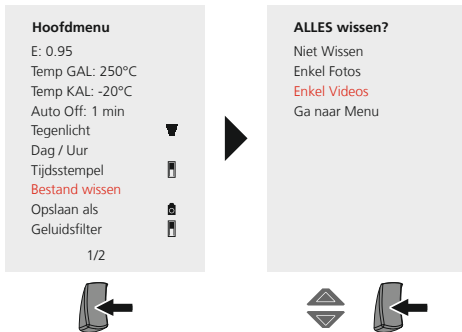 Hoofdmenu
E: 0.95
Temp GAL: 250°C
Temp KAL: -20°C
Auto Off: 1 min
Tegenlicht
Dag / Uur
Tijdsstempel
Bestand wissen
Opslaan als
Geluidsfilter
1/2
ALLES wissen?
Niet Wissen
Enkel Fotos
Enkel Videos
Ga naar Menu